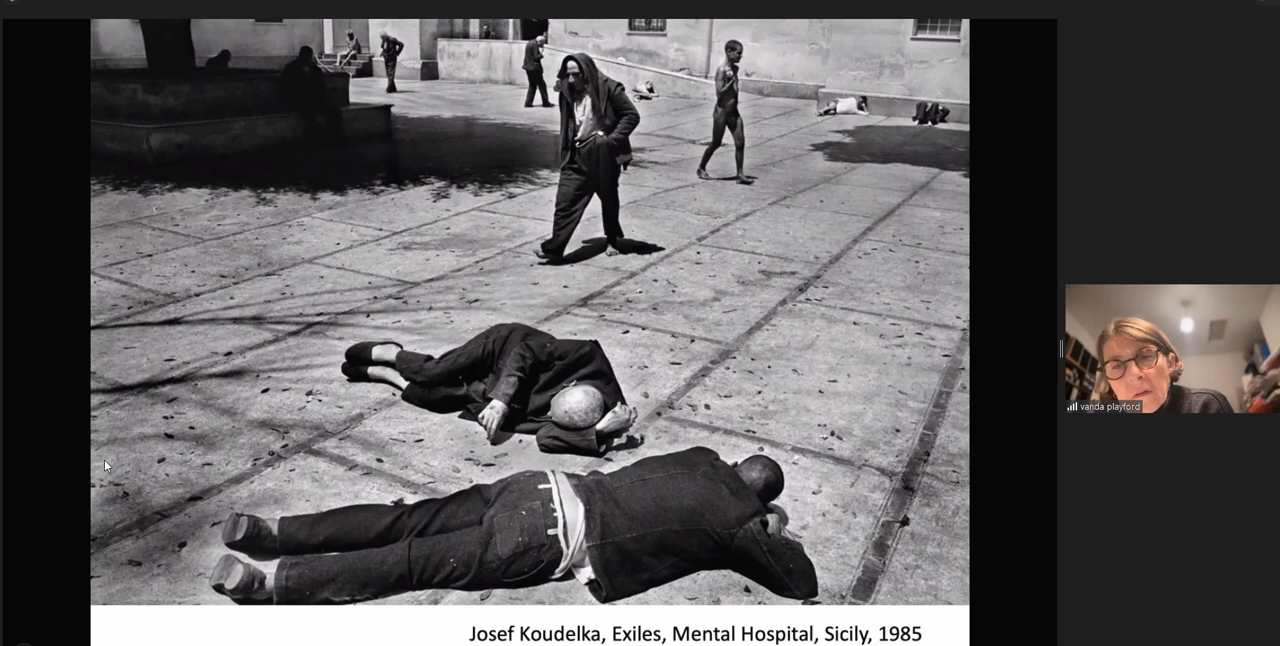 Josef Koudelka, Exiles, Mental Hospital, Sicily, 1985
vanda playford